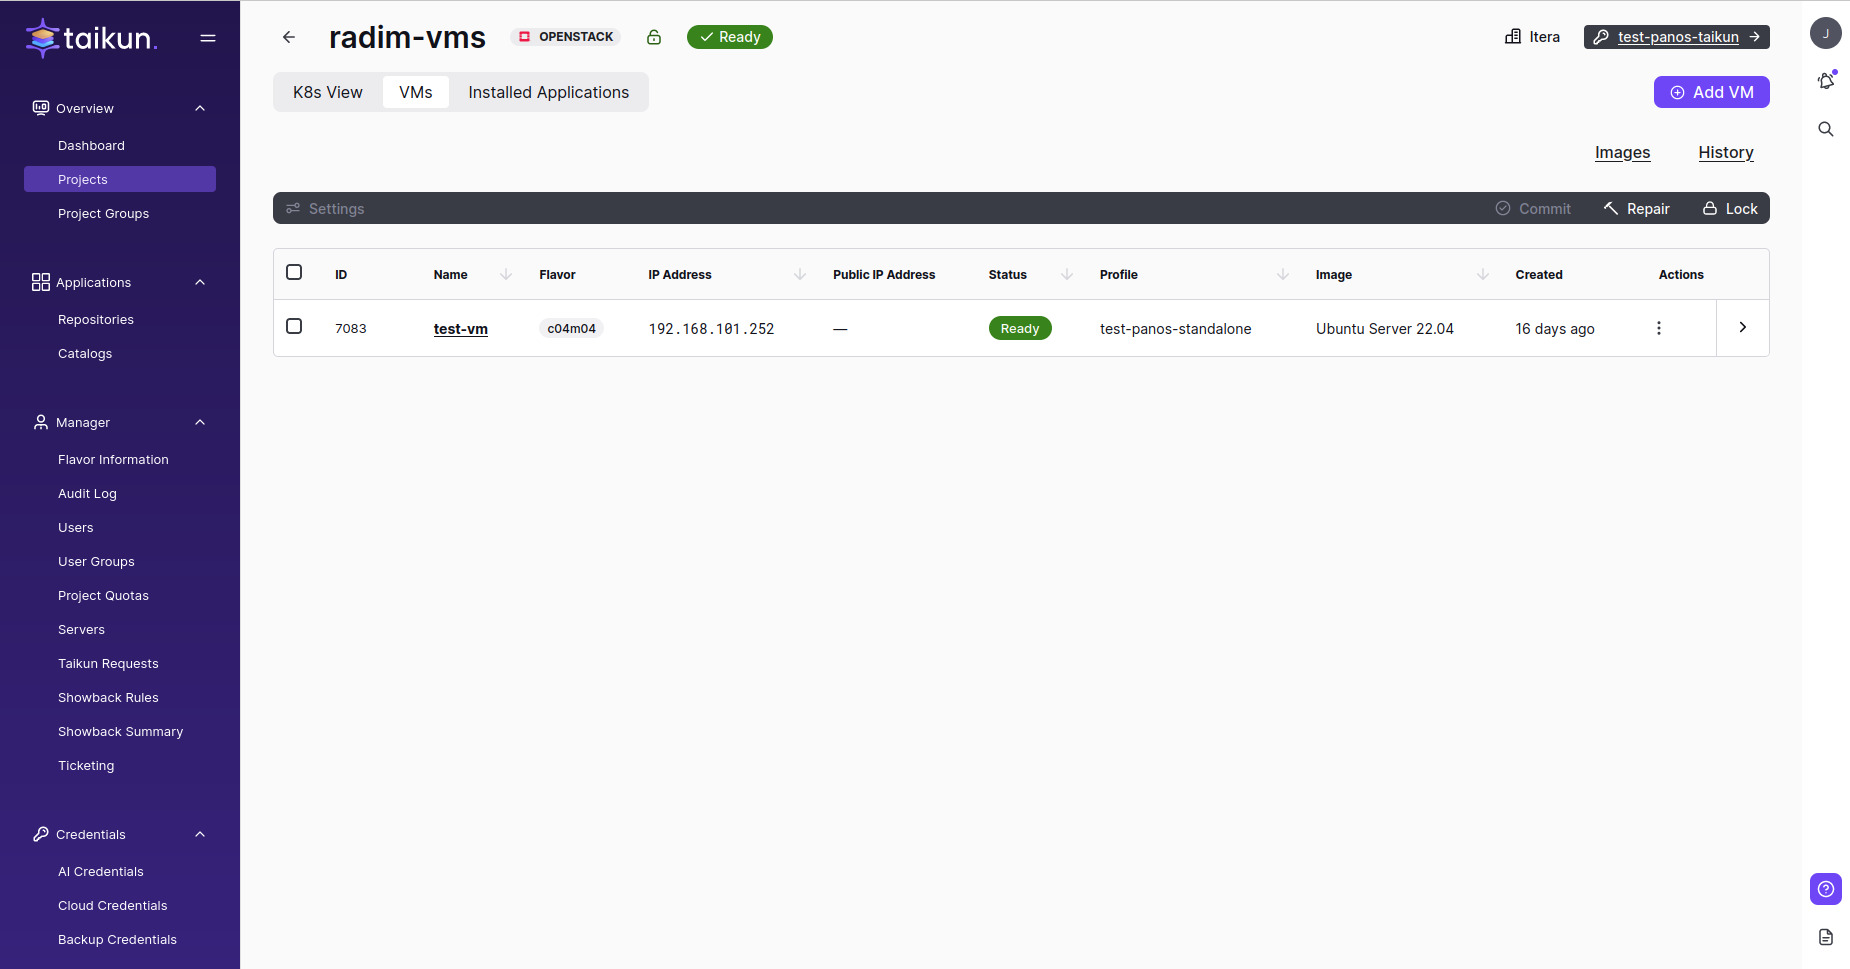 taikun.
Overview
Dashboard
Projects
Project Groups
Applications
Repositories
Catalogs
Manager
Flavor Information
Audit Log
Users
User Groups
Project Quotas
Servers
Taikun Requests
Showback Rules
Showback Summary
Ticketing
Credentials
AI Credentials
Cloud Credentials
Backup Credentials
radim-vms OPENSTACK Ready Itera test-panos-taikun
K8s View VMs Installed Applications Add VM
Images History
Settings Commit Repair Lock
ID Name Flavor IP Address Public IP Address Status Profile Image Created Actions
7083 test-vm c04m04 192.168.101.252 — Ready test-panos-standalone Ubuntu Server 22.04 16 days ago
J